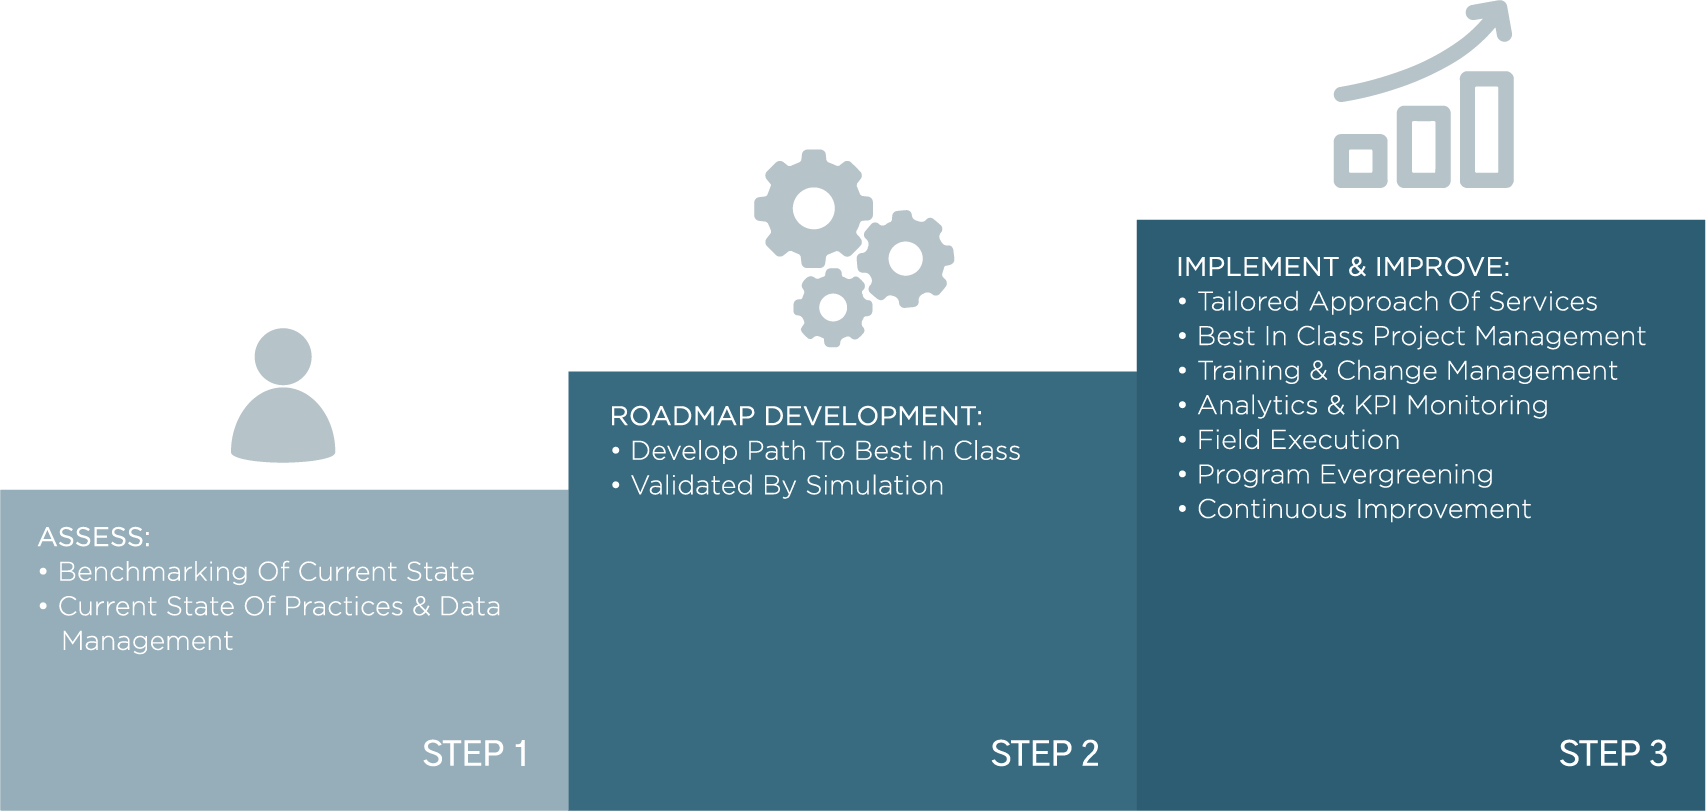 ASSESS:
• Benchmarking Of Current State
• Current State Of Practices & Data
Management
STEP 1
ROADMAP DEVELOPMENT:
• Develop Path To Best In Class
• Validated By Simulation
STEP 2
IMPLEMENT & IMPROVE:
• Tailored Approach Of Services
• Best In Class Project Management
• Training & Change Management
• Analytics & KPI Monitoring
• Field Execution
• Program Evergreening
• Continuous Improvement
STEP 3